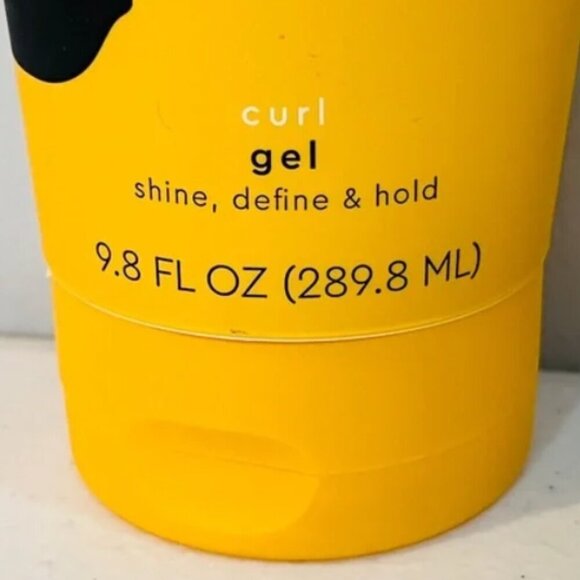 curl
gel
shine, define & hold
9.8 FL OZ (289.8 ML)